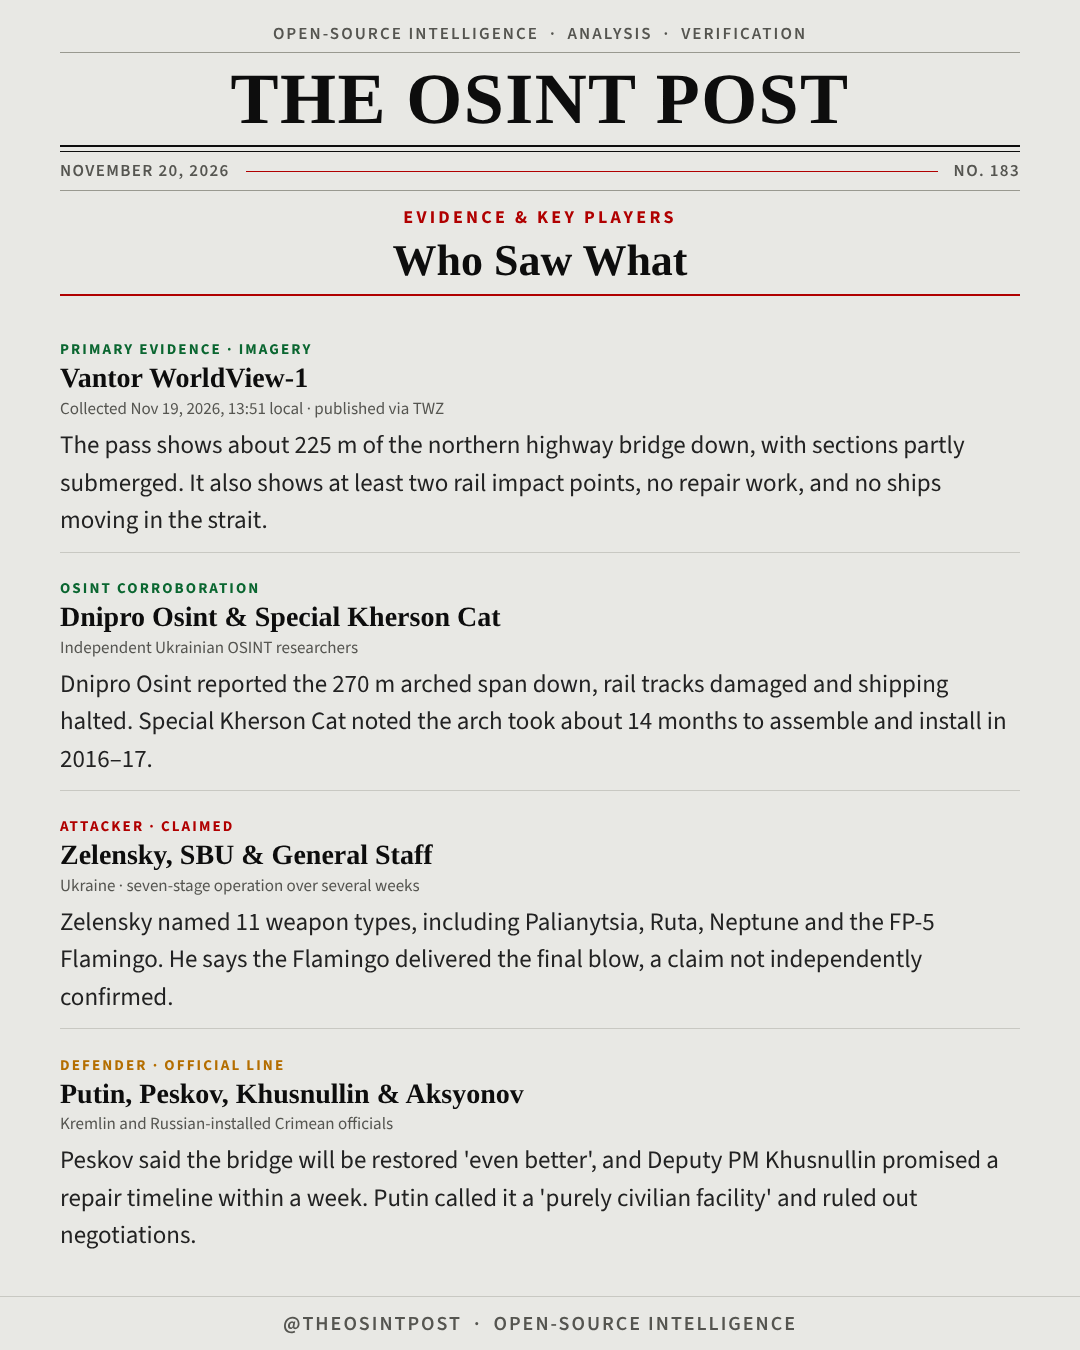 OPEN-SOURCE INTELLIGENCE · ANALYSIS · VERIFICATION
THE OSINT POST
NOVEMBER 20, 2026 NO. 183
EVIDENCE & KEY PLAYERS
Who Saw What
PRIMARY EVIDENCE · IMAGERY
Vantor WorldView-1
Collected Nov 19, 2026, 13:51 local · published via TWZ
The pass shows about 225 m of the northern highway bridge down, with sections partly
submerged. It also shows at least two rail impact points, no repair work, and no ships
moving in the strait.
OSINT CORROBORATION
Dnipro Osint & Special Kherson Cat
Independent Ukrainian OSINT researchers
Dnipro Osint reported the 270 m arched span down, rail tracks damaged and shipping
halted. Special Kherson Cat noted the arch took about 14 months to assemble and install in
2016–17.
ATTACKER · CLAIMED
Zelensky, SBU & General Staff
Ukraine · seven-stage operation over several weeks
Zelensky named 11 weapon types, including Palianytsia, Ruta, Neptune and the FP-5
Flamingo. He says the Flamingo delivered the final blow, a claim not independently
confirmed.
DEFENDER · OFFICIAL LINE
Putin, Peskov, Khusnullin & Aksyonov
Kremlin and Russian-installed Crimean officials
Peskov said the bridge will be restored 'even better', and Deputy PM Khusnullin promised a
repair timeline within a week. Putin called it a 'purely civilian facility' and ruled out
negotiations.
@THEOSINTPOST · OPEN-SOURCE INTELLIGENCE